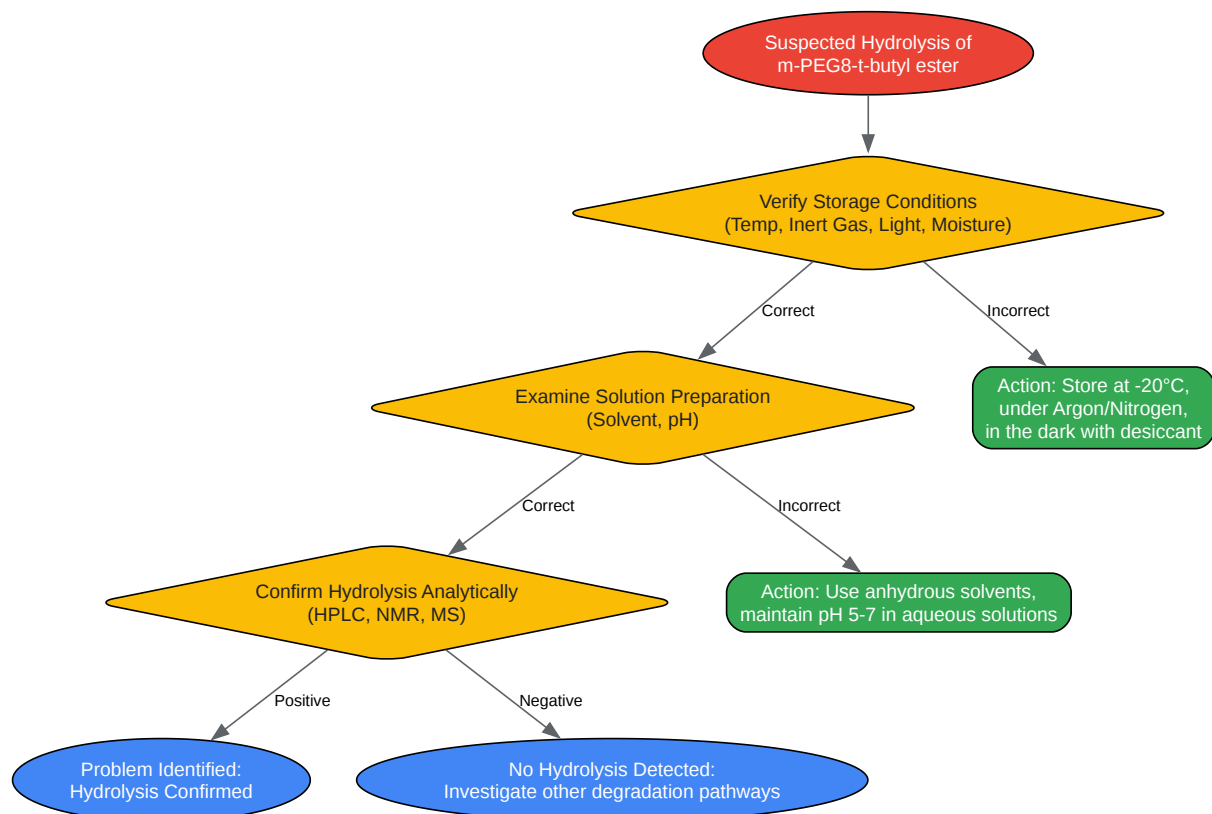 Suspected Hydrolysis of
m-PEG8-t-butyl ester
Verify Storage Conditions
(Temp, Inert Gas, Light, Moisture)
Correct
Incorrect
Examine Solution Preparation
(Solvent, pH)
Action: Store at -20°C,
under Argon/Nitrogen,
in the dark with desiccant
Correct
Incorrect
Confirm Hydrolysis Analytically
(HPLC, NMR, MS)
Action: Use anhydrous solvents,
maintain pH 5-7 in aqueous solutions
Positive
Negative
Problem Identified:
Hydrolysis Confirmed
No Hydrolysis Detected:
Investigate other degradation pathways